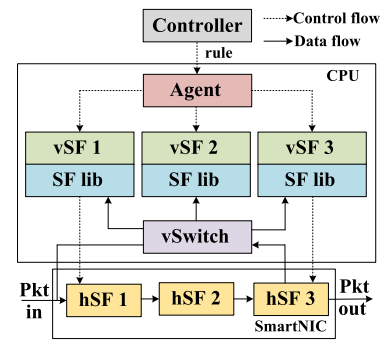 Controller
Control flow
Data flow
rule
CPU
Agent
vSF 1
vSF 2
vSF 3
SF lib
SF lib
SF lib
vSwitch
Pkt
in
hSF 1
hSF 2
hSF 3
Pkt
out
SmartNIC